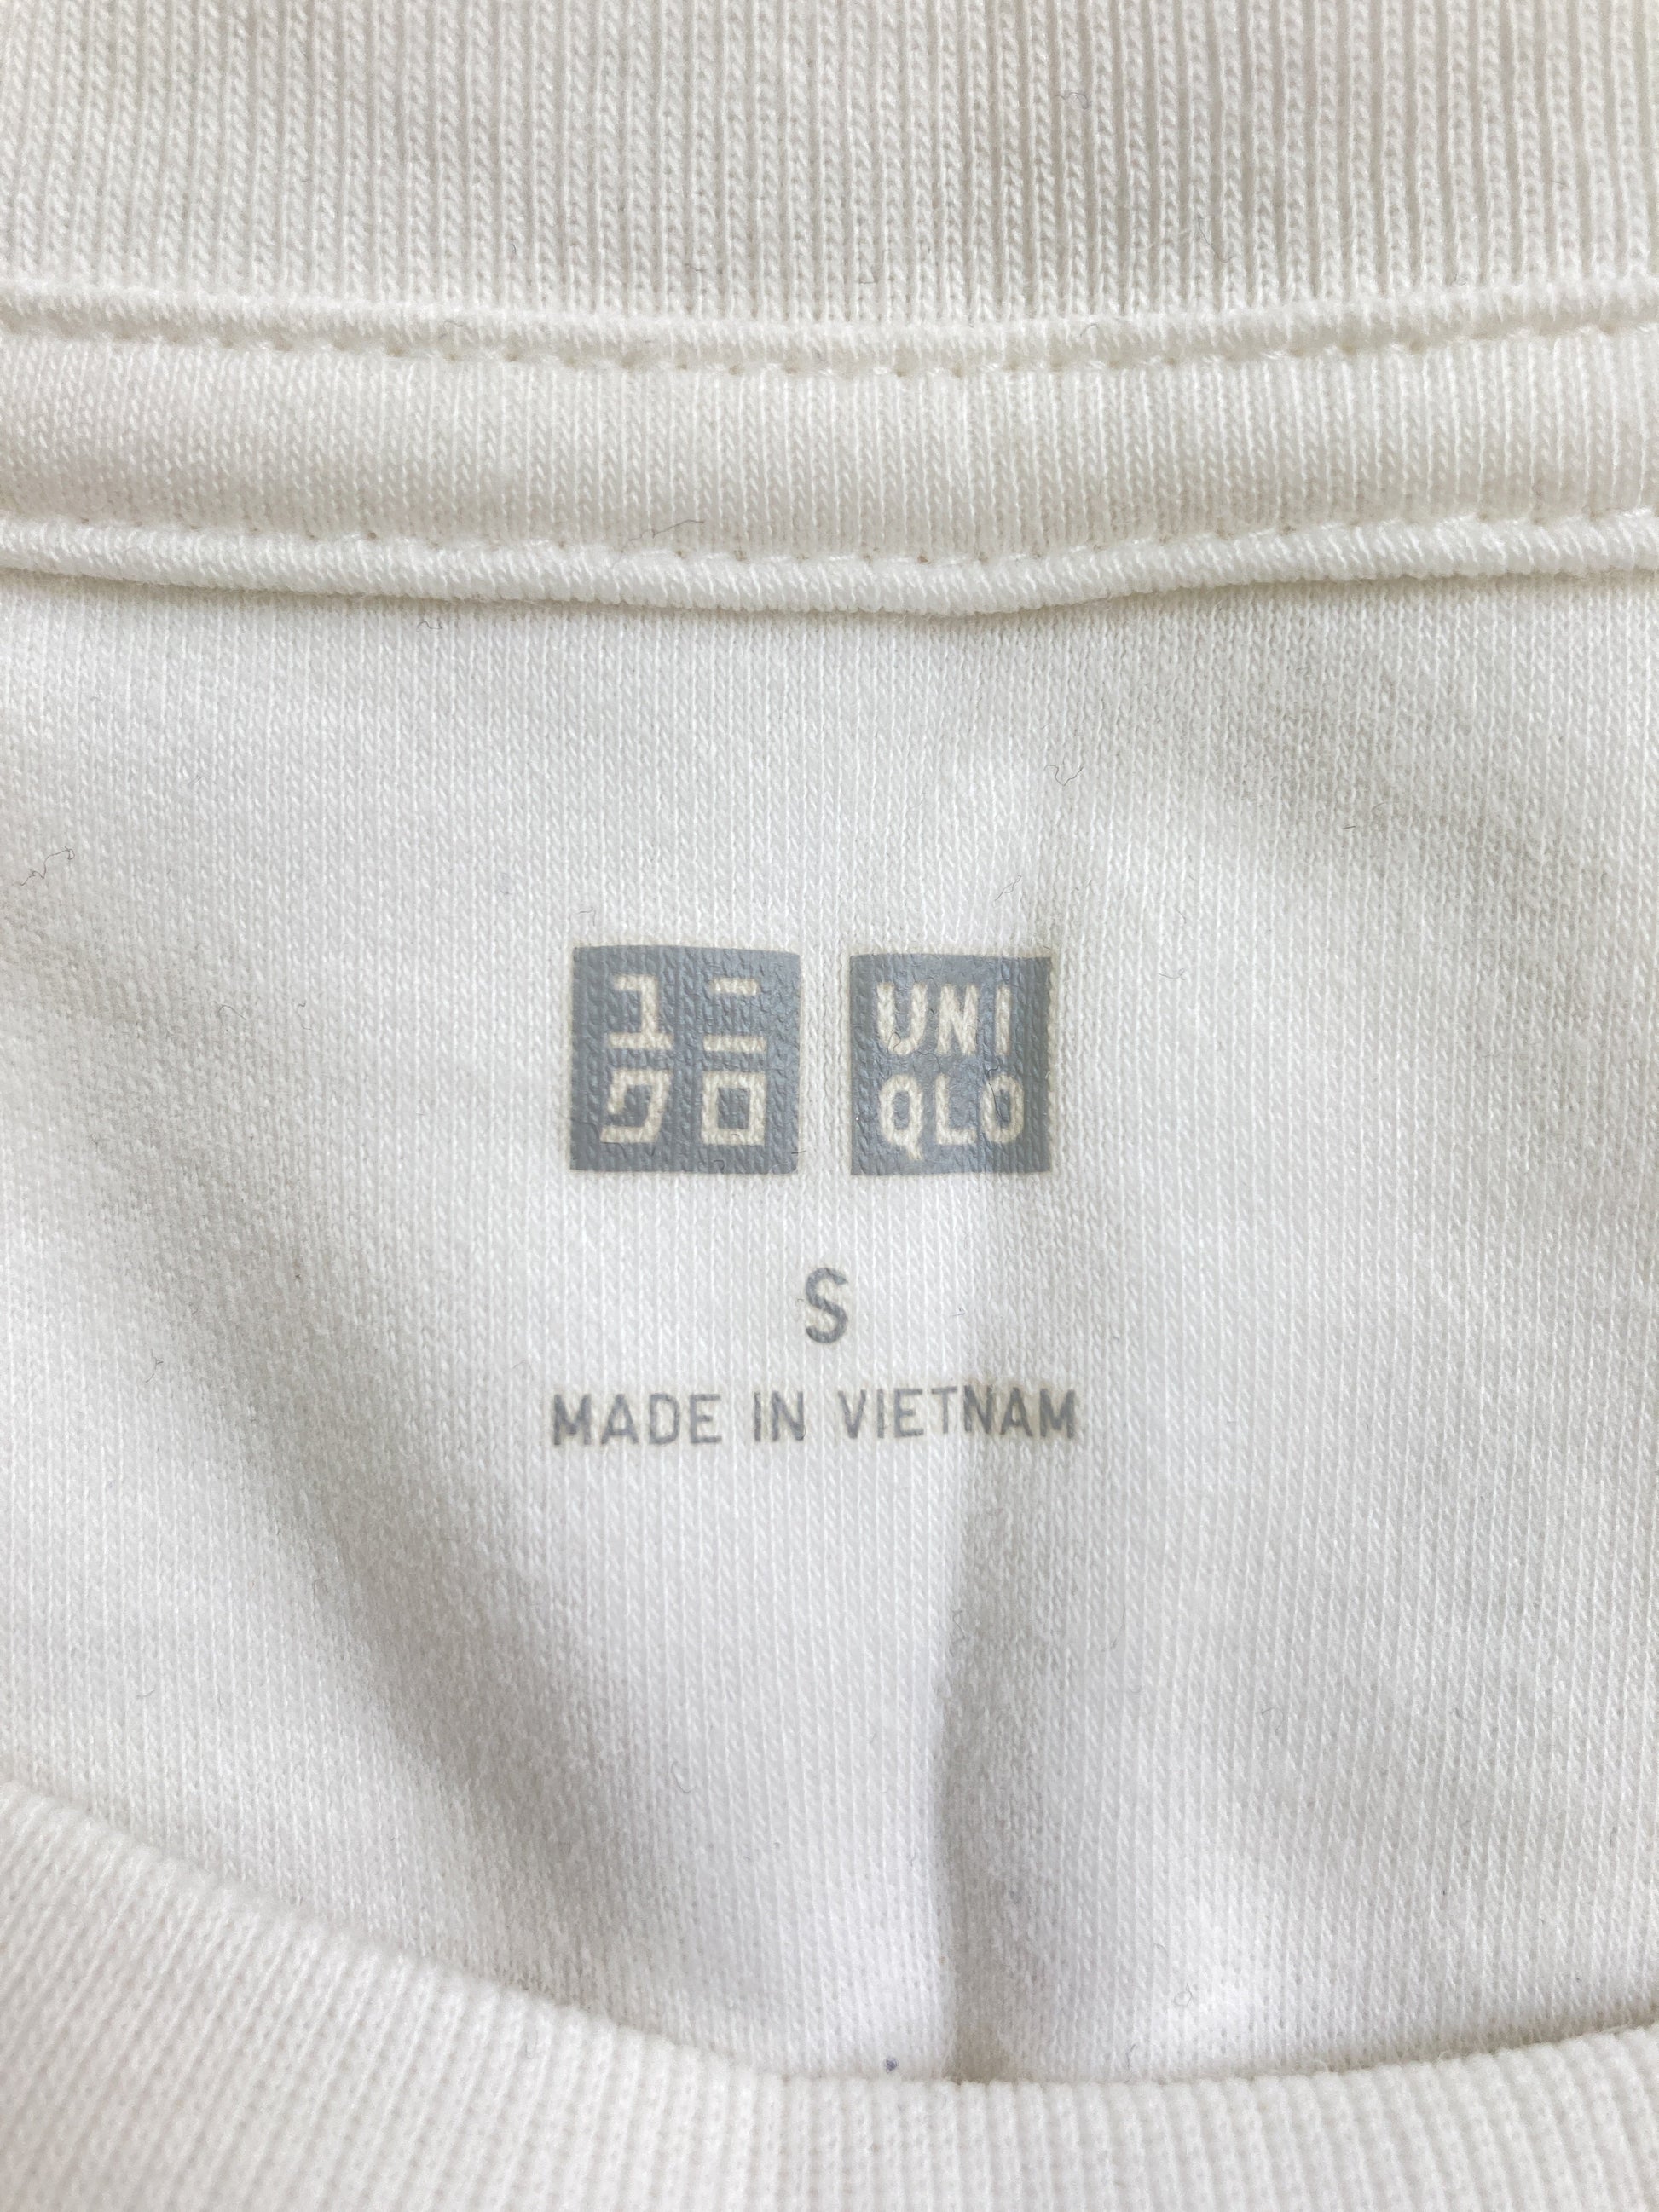 ユニ
クロ
UNI
QLO
S
MADE IN VIETNAM